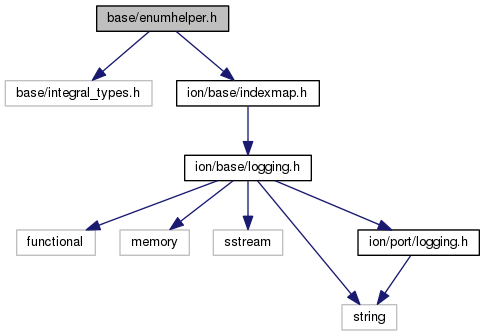 base/enumhelper.h
base/integral_types.h
ion/base/indexmap.h
ion/base/logging.h
functional
memory
sstream
ion/port/logging.h
string